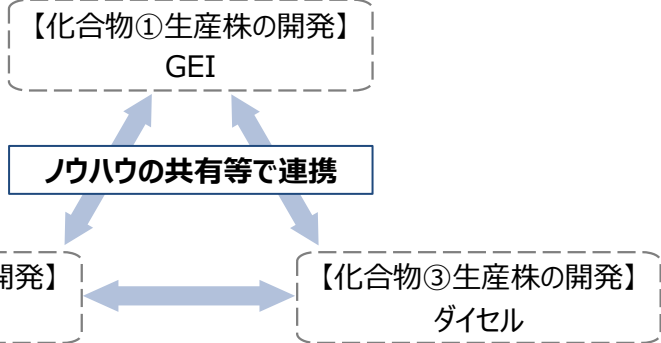 【化合物①生産株の開発】
GEI
ノウハウの共有等で連携
開発】
【化合物③生産株の開発】
ダイセル